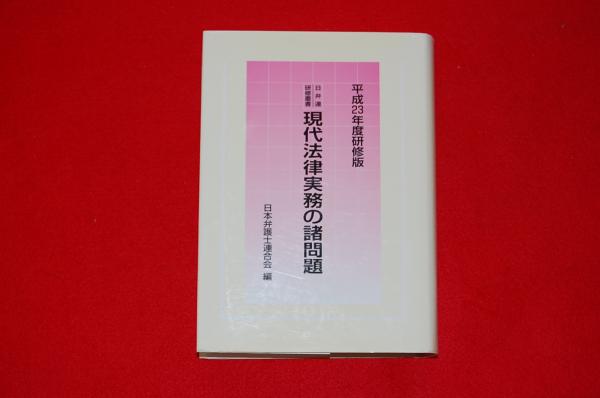 平成23年度研修版
日弁連
研修叢書
現代法律実務の諸問題
日本弁護士連合会 編